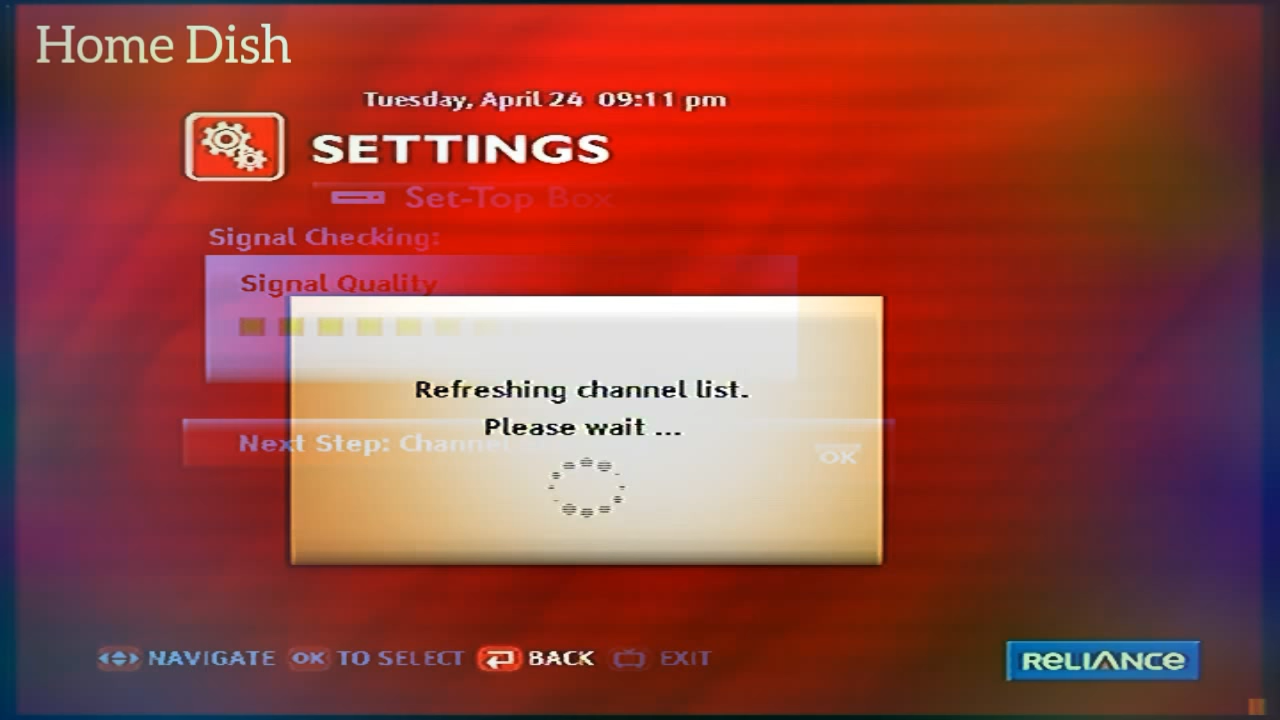 Home Dish
Tuesday, April 24 09:11 pm
SETTINGS
Set-Top Box
Signal Checking:
Signal Quality
Refreshing channel list.
Please wait ...
Next Step: Channel
OK
NAVIGATE OK TO SELECT BACK EXIT
RELIANCE